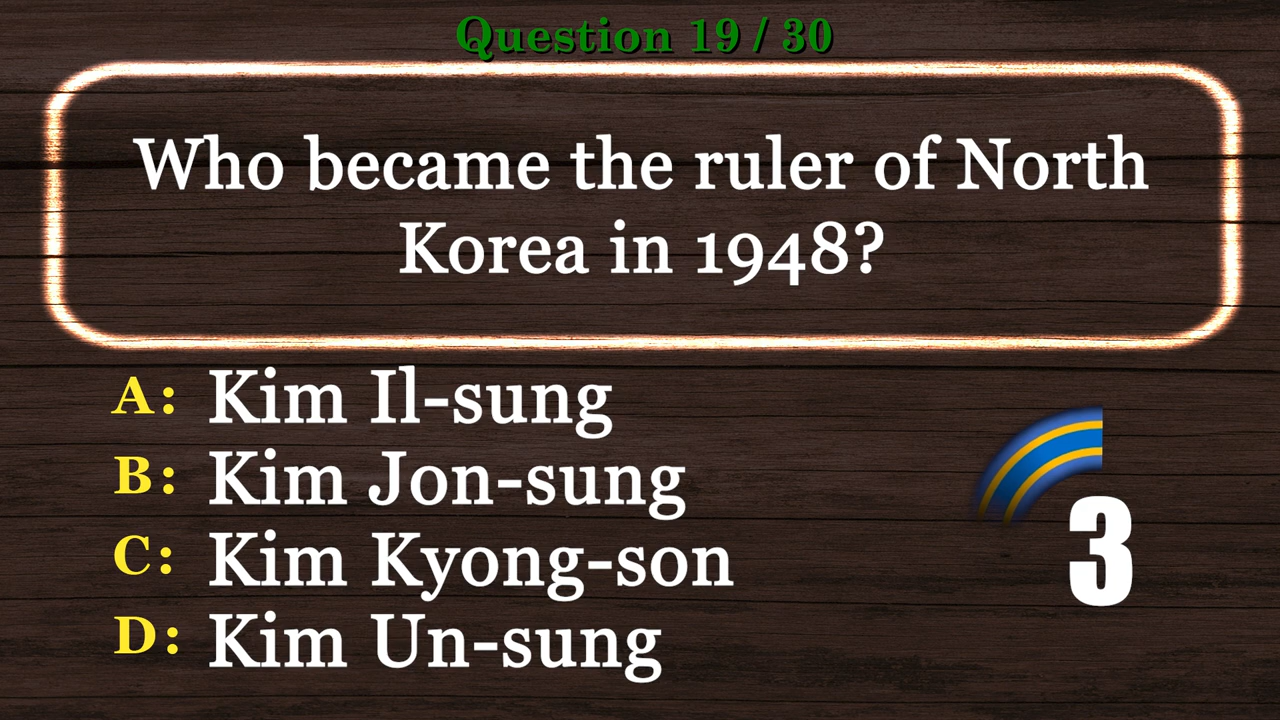 Question 19 / 30
Who became the ruler of North
Korea in 1948?
A: Kim Il-sung
B: Kim Jon-sung
C: Kim Kyong-son
D: Kim Un-sung
3